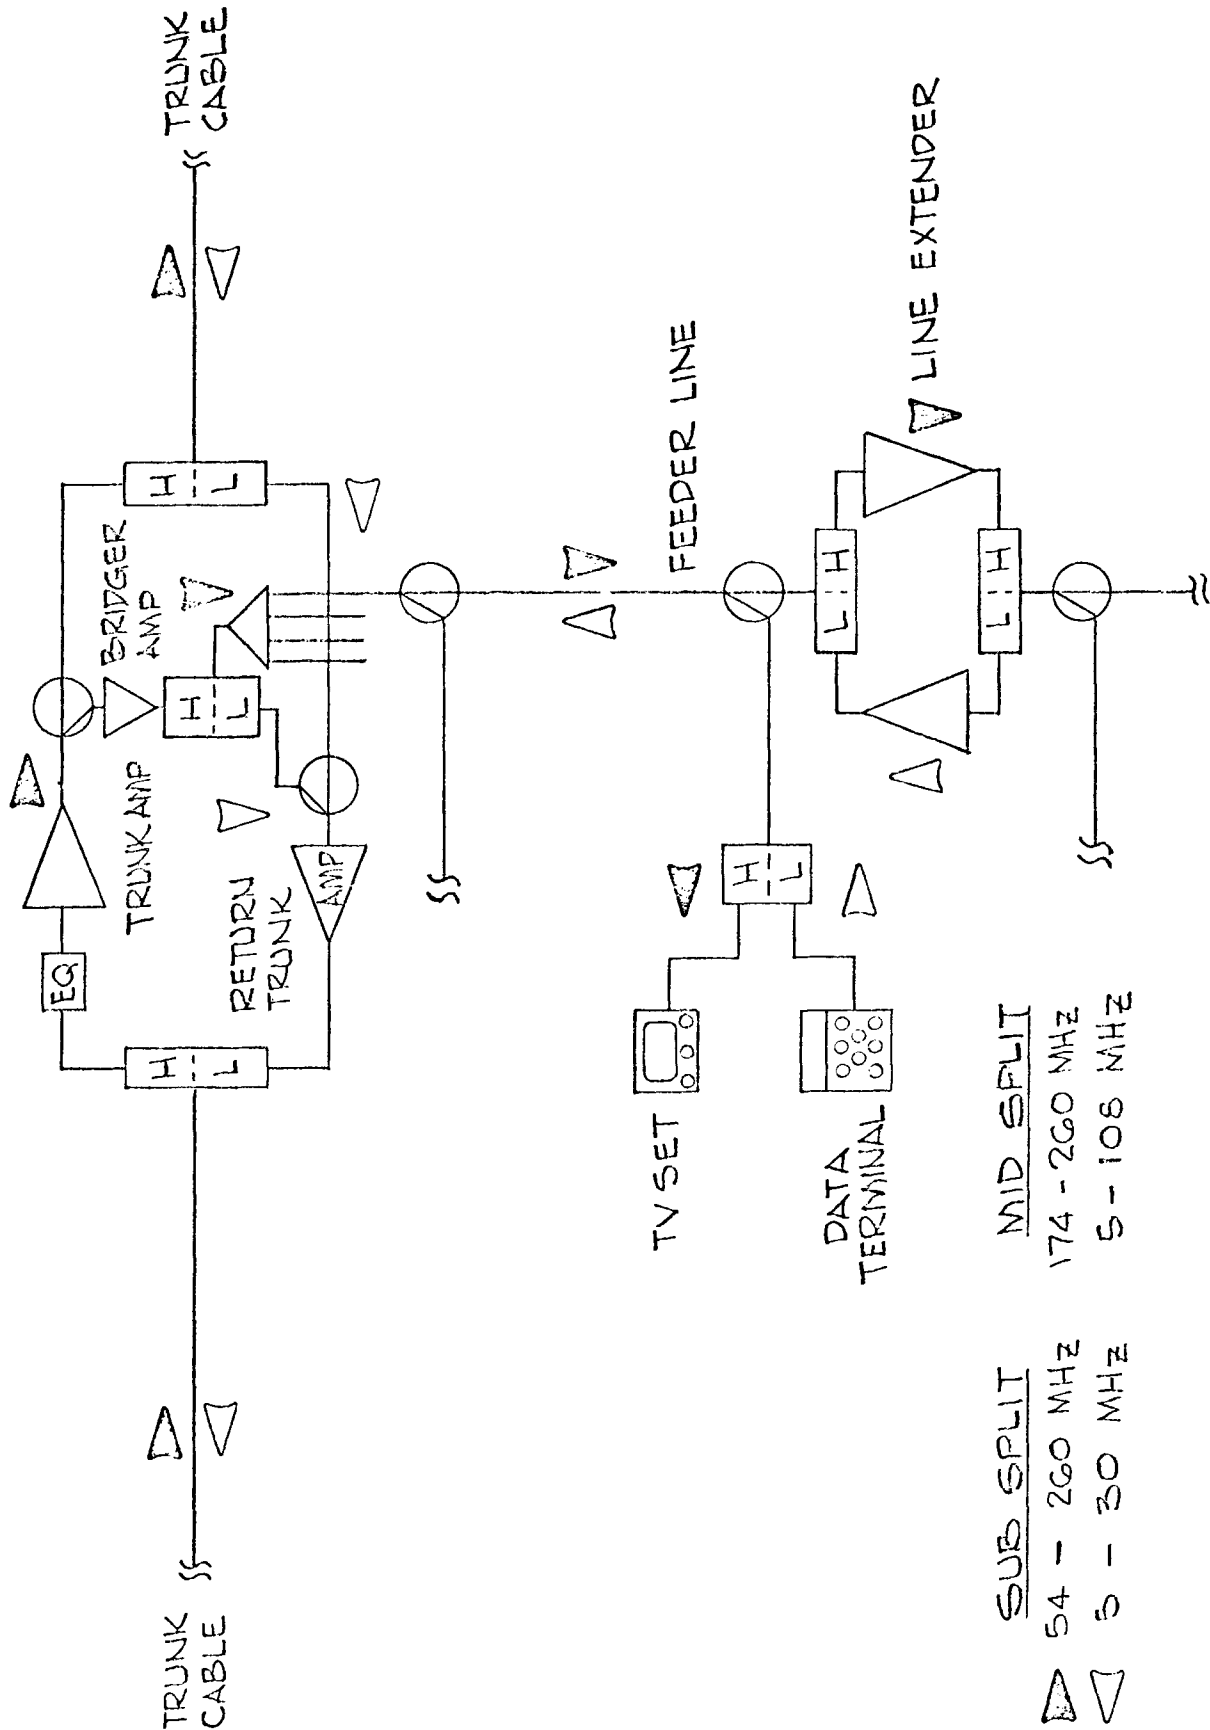 TRUNK
CABLE
H
L
EQ
TRUNK AMP
BRIDGER
AMP
H
L
RETURN
TRUNK
AMP
H
L
TRUNK
CABLE
FEEDER LINE
TV SET
DATA
TERMINAL
H
L
L H
L H
LINE EXTENDER
SUB SPLIT
54 - 260 MHz
5 - 30 MHz
MID SPLIT
174 - 260 MHz
5 - 108 MHz